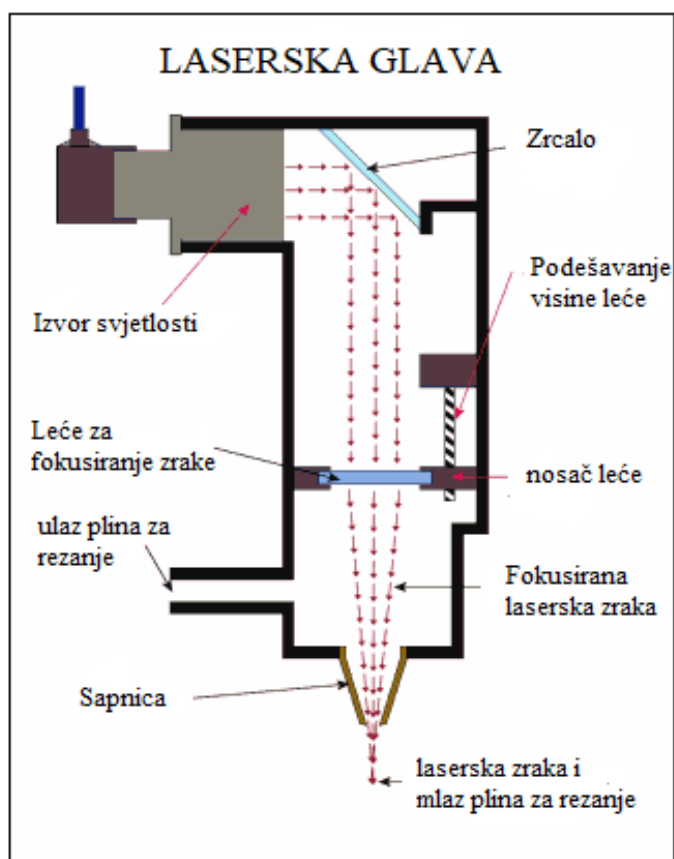 LASERSKA GLAVA
Zrcalo
Podešavanje
visine leće
Izvor svjetlosti
Leće za
fokusiranje zrake
nosač leće
ulaz plina za
rezanje
Fokusirana
laserska zraka
Sapnica
laserska zraka i
mlaz plina za rezanje